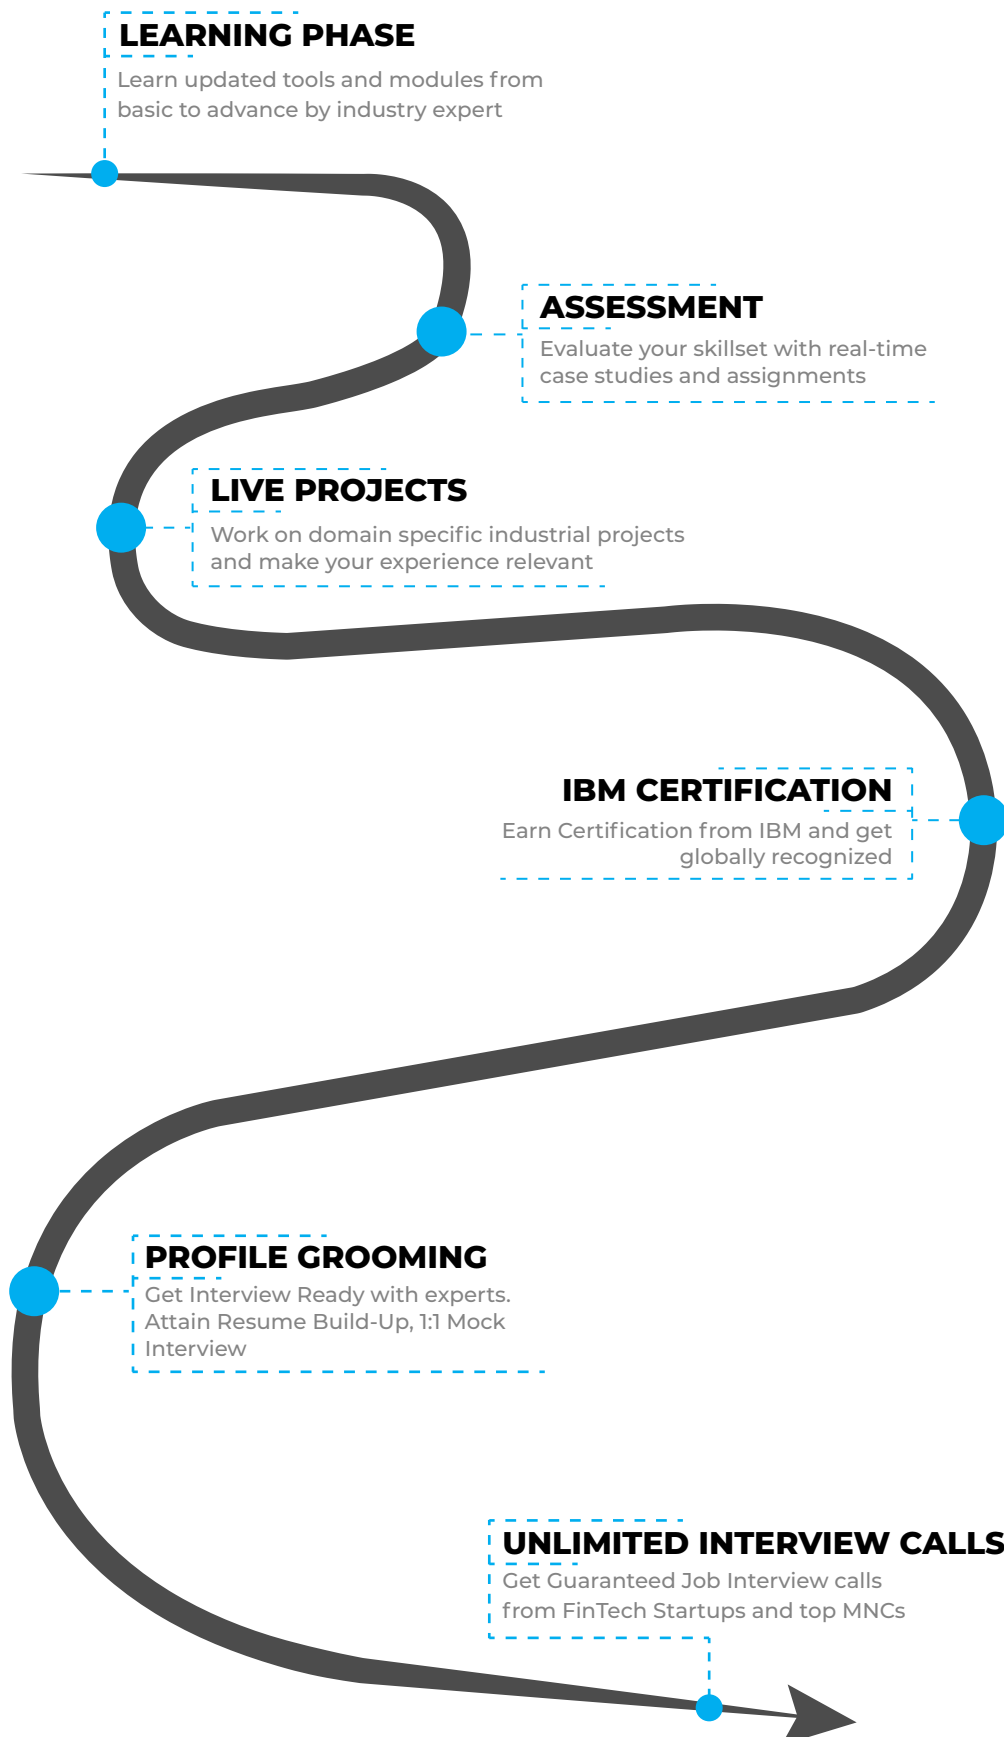 LEARNING PHASE
Learn updated tools and modules from
basic to advance by industry expert
ASSESSMENT
Evaluate your skillset with real-time
case studies and assignments
LIVE PROJECTS
Work on domain specific industrial projects
and make your experience relevant
IBM CERTIFICATION
Earn Certification from IBM and get
globally recognized
PROFILE GROOMING
Get Interview Ready with experts.
Attain Resume Build-Up, 1:1 Mock
Interview
UNLIMITED INTERVIEW CALLS
Get Guaranteed Job Interview calls
from FinTech Startups and top MNCs